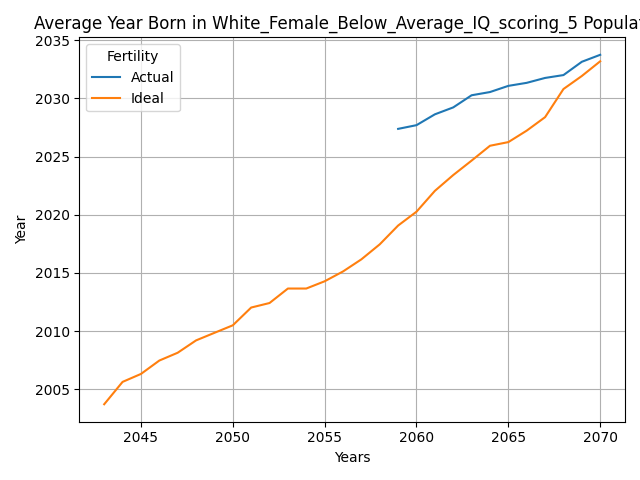 Average Year Born in White_Female_Below_Average_IQ_scoring_5 Popula
Fertility
Actual
Ideal
2035
2030
2025
2020
2015
2010
2005
Year
2045 2050 2055 2060 2065 2070
Years